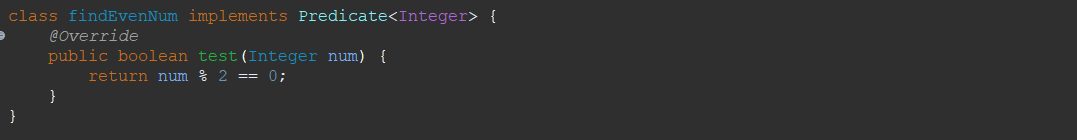 class findEvenNum implements Predicate<Integer> {
    @Override
    public boolean test(Integer num) {
        return num % 2 == 0;
    }
}